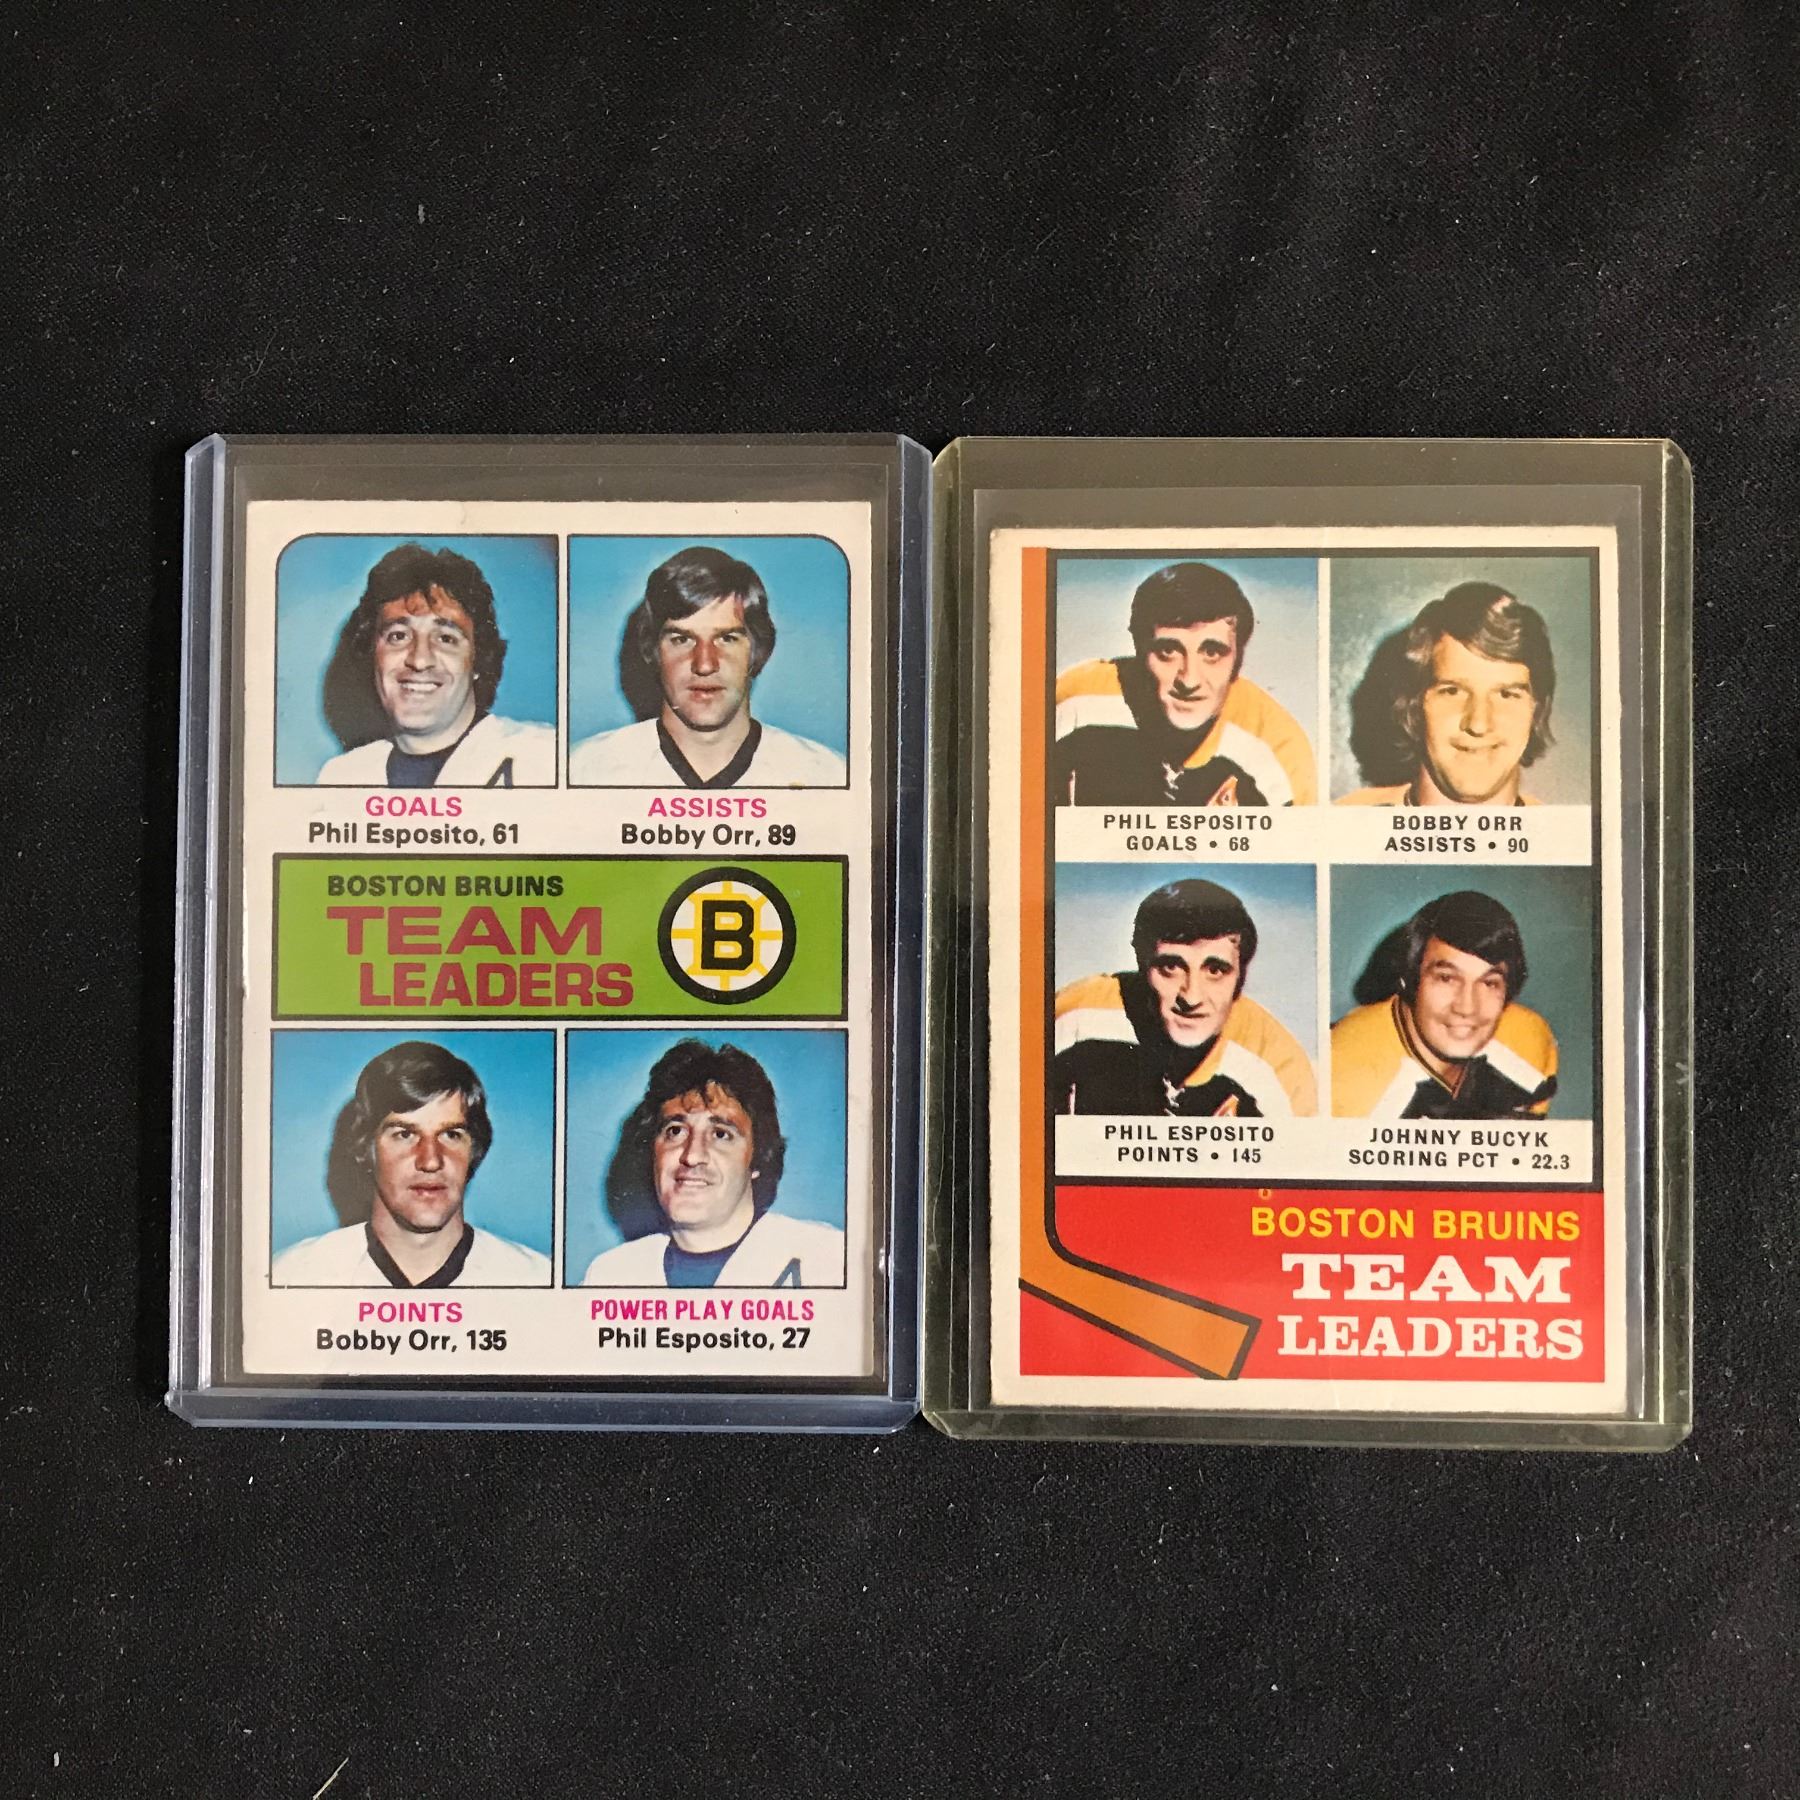 GOALS
Phil Esposito, 61
ASSISTS
Bobby Orr, 89
BOSTON BRUINS
TEAM
LEADERS
B
POINTS
Bobby Orr, 135
POWER PLAY GOALS
Phil Esposito, 27
PHIL ESPOSITO
GOALS • 68
BOBBY ORR
ASSISTS • 90
PHIL ESPOSITO
POINTS • 145
JOHNNY BUCYK
SCORING PCT • 22.3
BOSTON BRUINS
TEAM
LEADERS